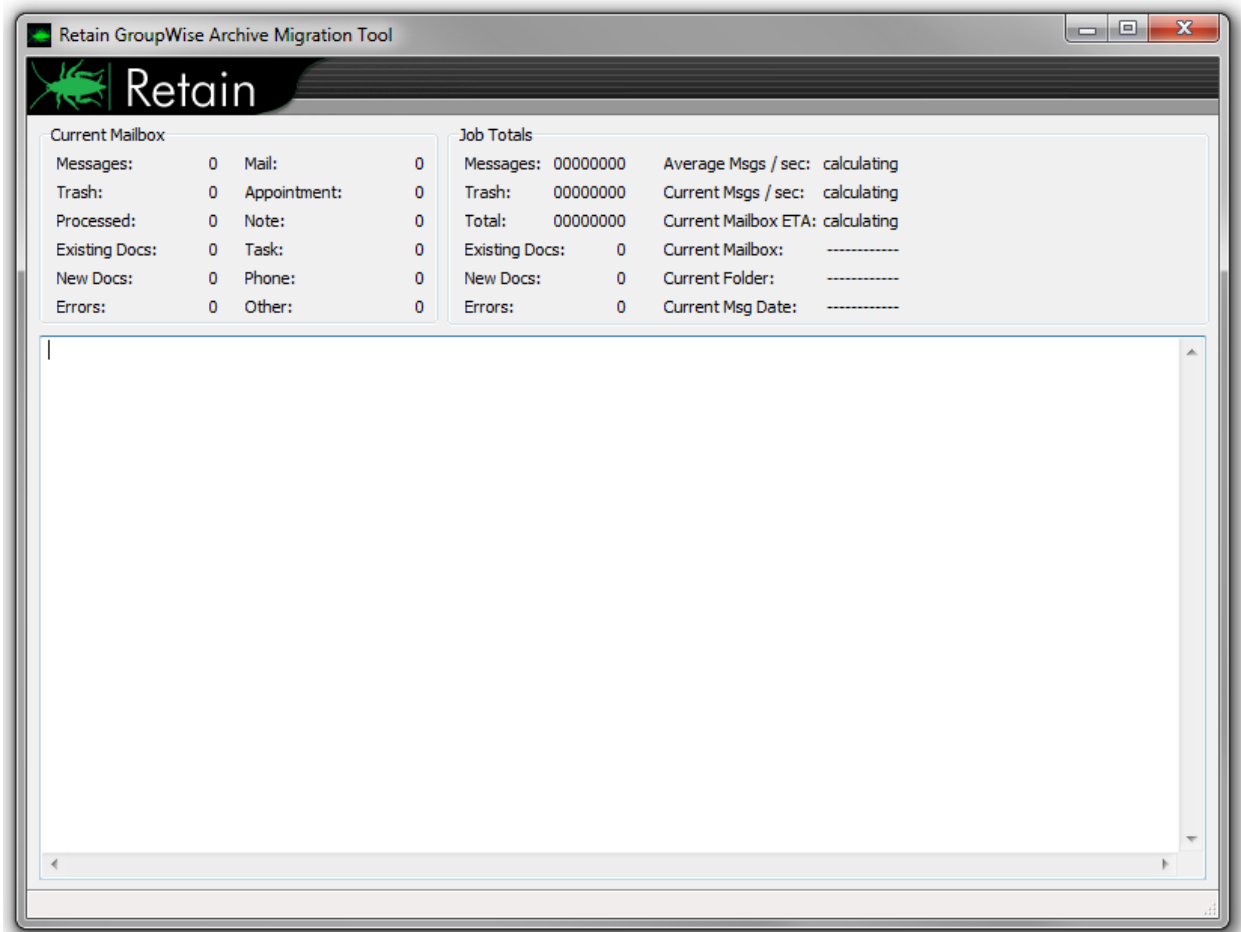 Retain GroupWise Archive Migration Tool
Retain
Current Mailbox
Messages: 0 Mail: 0
Trash: 0 Appointment: 0
Processed: 0 Note: 0
Existing Docs: 0 Task: 0
New Docs: 0 Phone: 0
Errors: 0 Other: 0
Job Totals
Messages: 00000000 Average Msgs / sec: calculating
Trash: 00000000 Current Msgs / sec: calculating
Total: 00000000 Current Mailbox ETA: calculating
Existing Docs: 0 Current Mailbox: ------------
New Docs: 0 Current Folder: ------------
Errors: 0 Current Msg Date: ------------